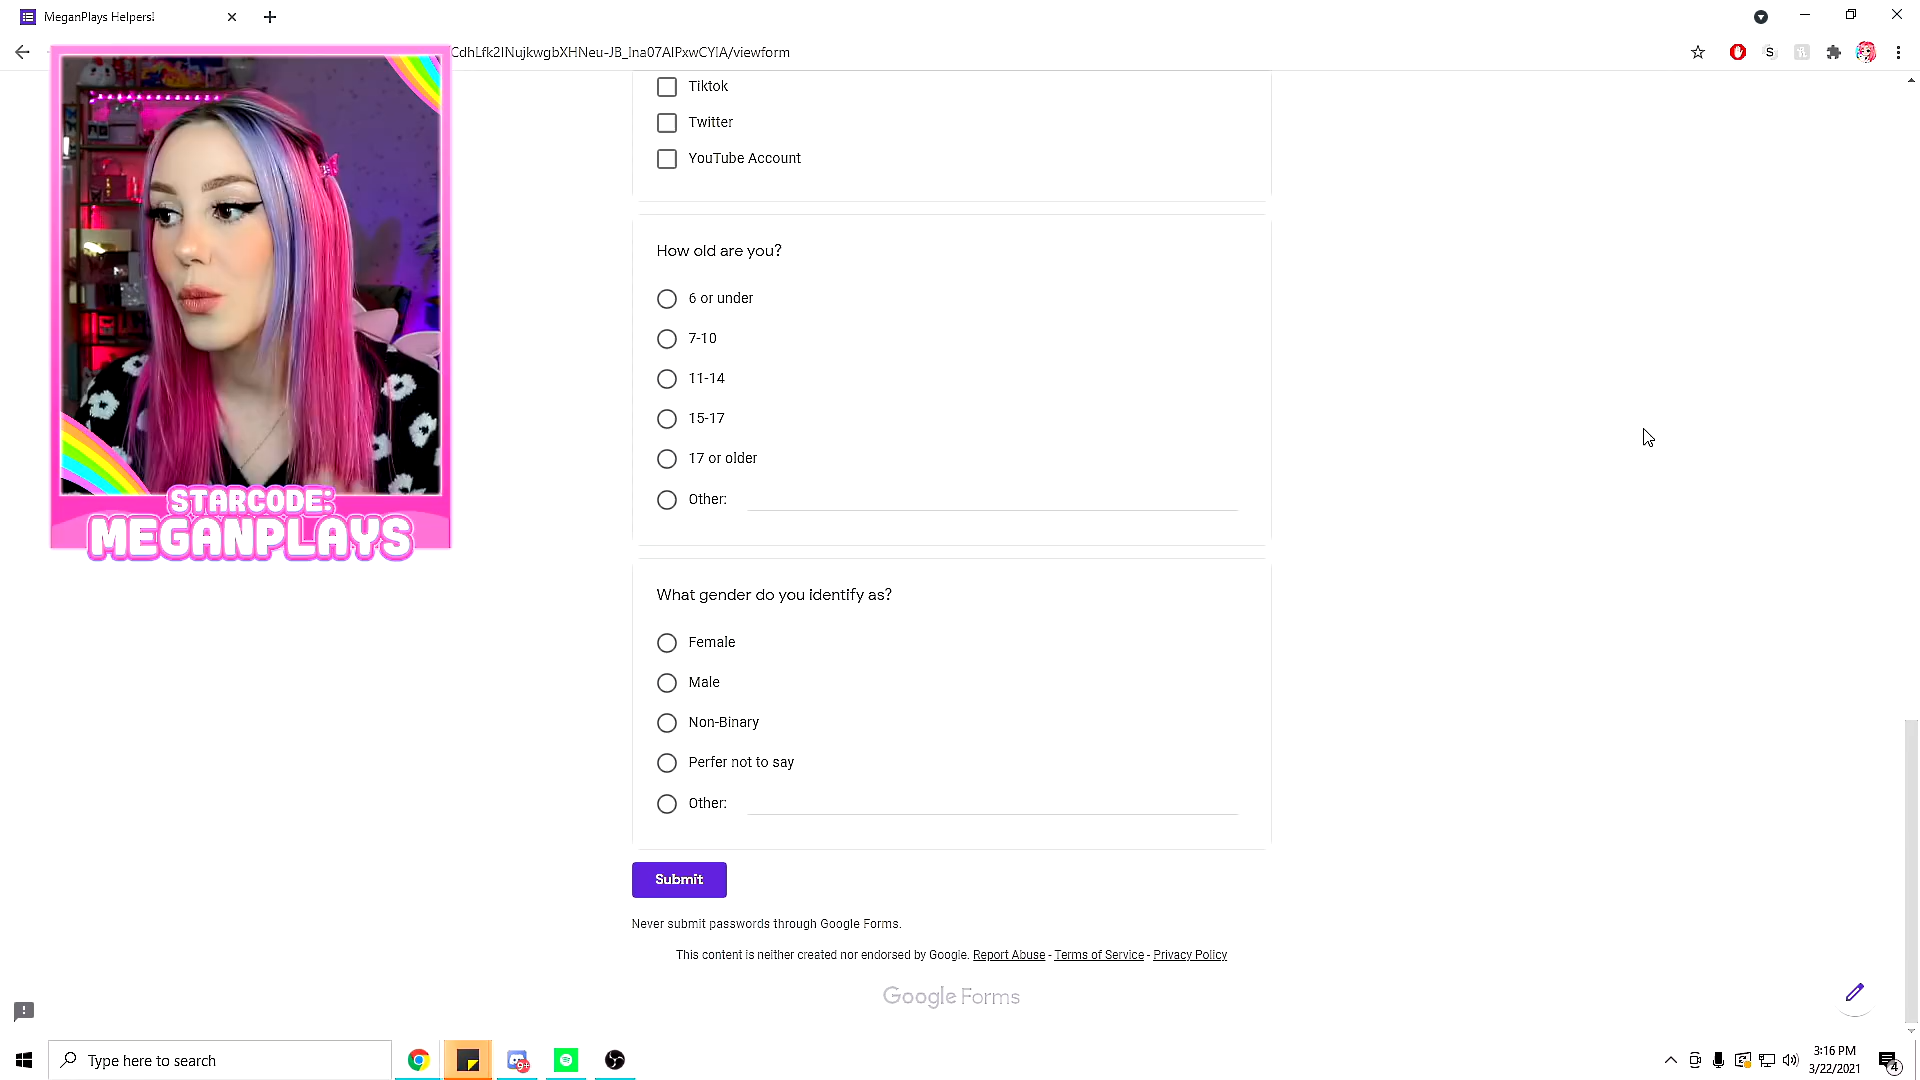 MeganPlays Helpers!
CdhLfk2INujkwgbXHNeu-JB_Ina07AlPxwCYlA/viewform
Tiktok
Twitter
YouTube Account
How old are you?
6 or under
7-10
11-14
15-17
17 or older
Other:
STARCODE:
MEGANPLAYS
What gender do you identify as?
Female
Male
Non-Binary
Perfer not to say
Other:
Submit
Never submit passwords through Google Forms.
This content is neither created nor endorsed by Google. Report Abuse - Terms of Service - Privacy Policy
Google Forms
Type here to search
9+
3:16 PM
3/22/2021
4